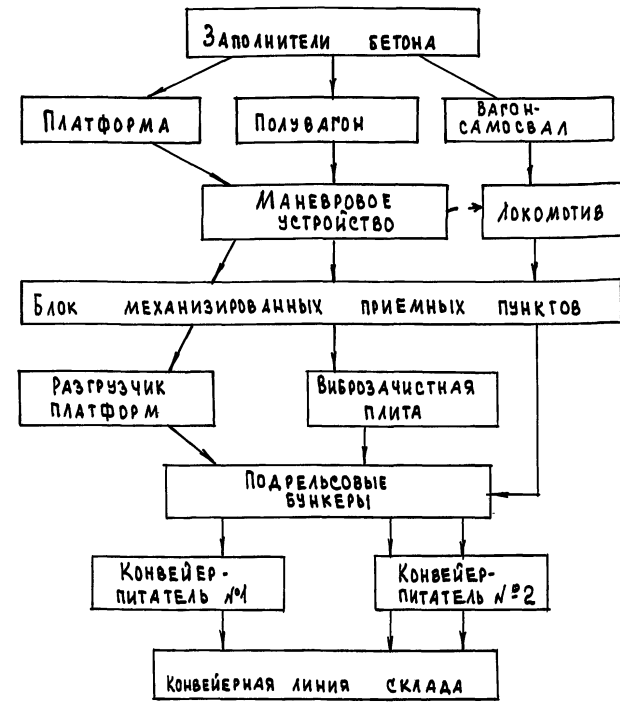 Заполнители бетона
Платформа
Полувагон
Вагон-
самосвал
Маневровое
устройство
Локомотив
Блок механизированных приемных пунктов
Разгрузчик
платформ
Виброзачистная
плита
Подрельсовые
бункеры
Конвейер-
питатель №1
Конвейер-
питатель №2
Конвейерная линия склада